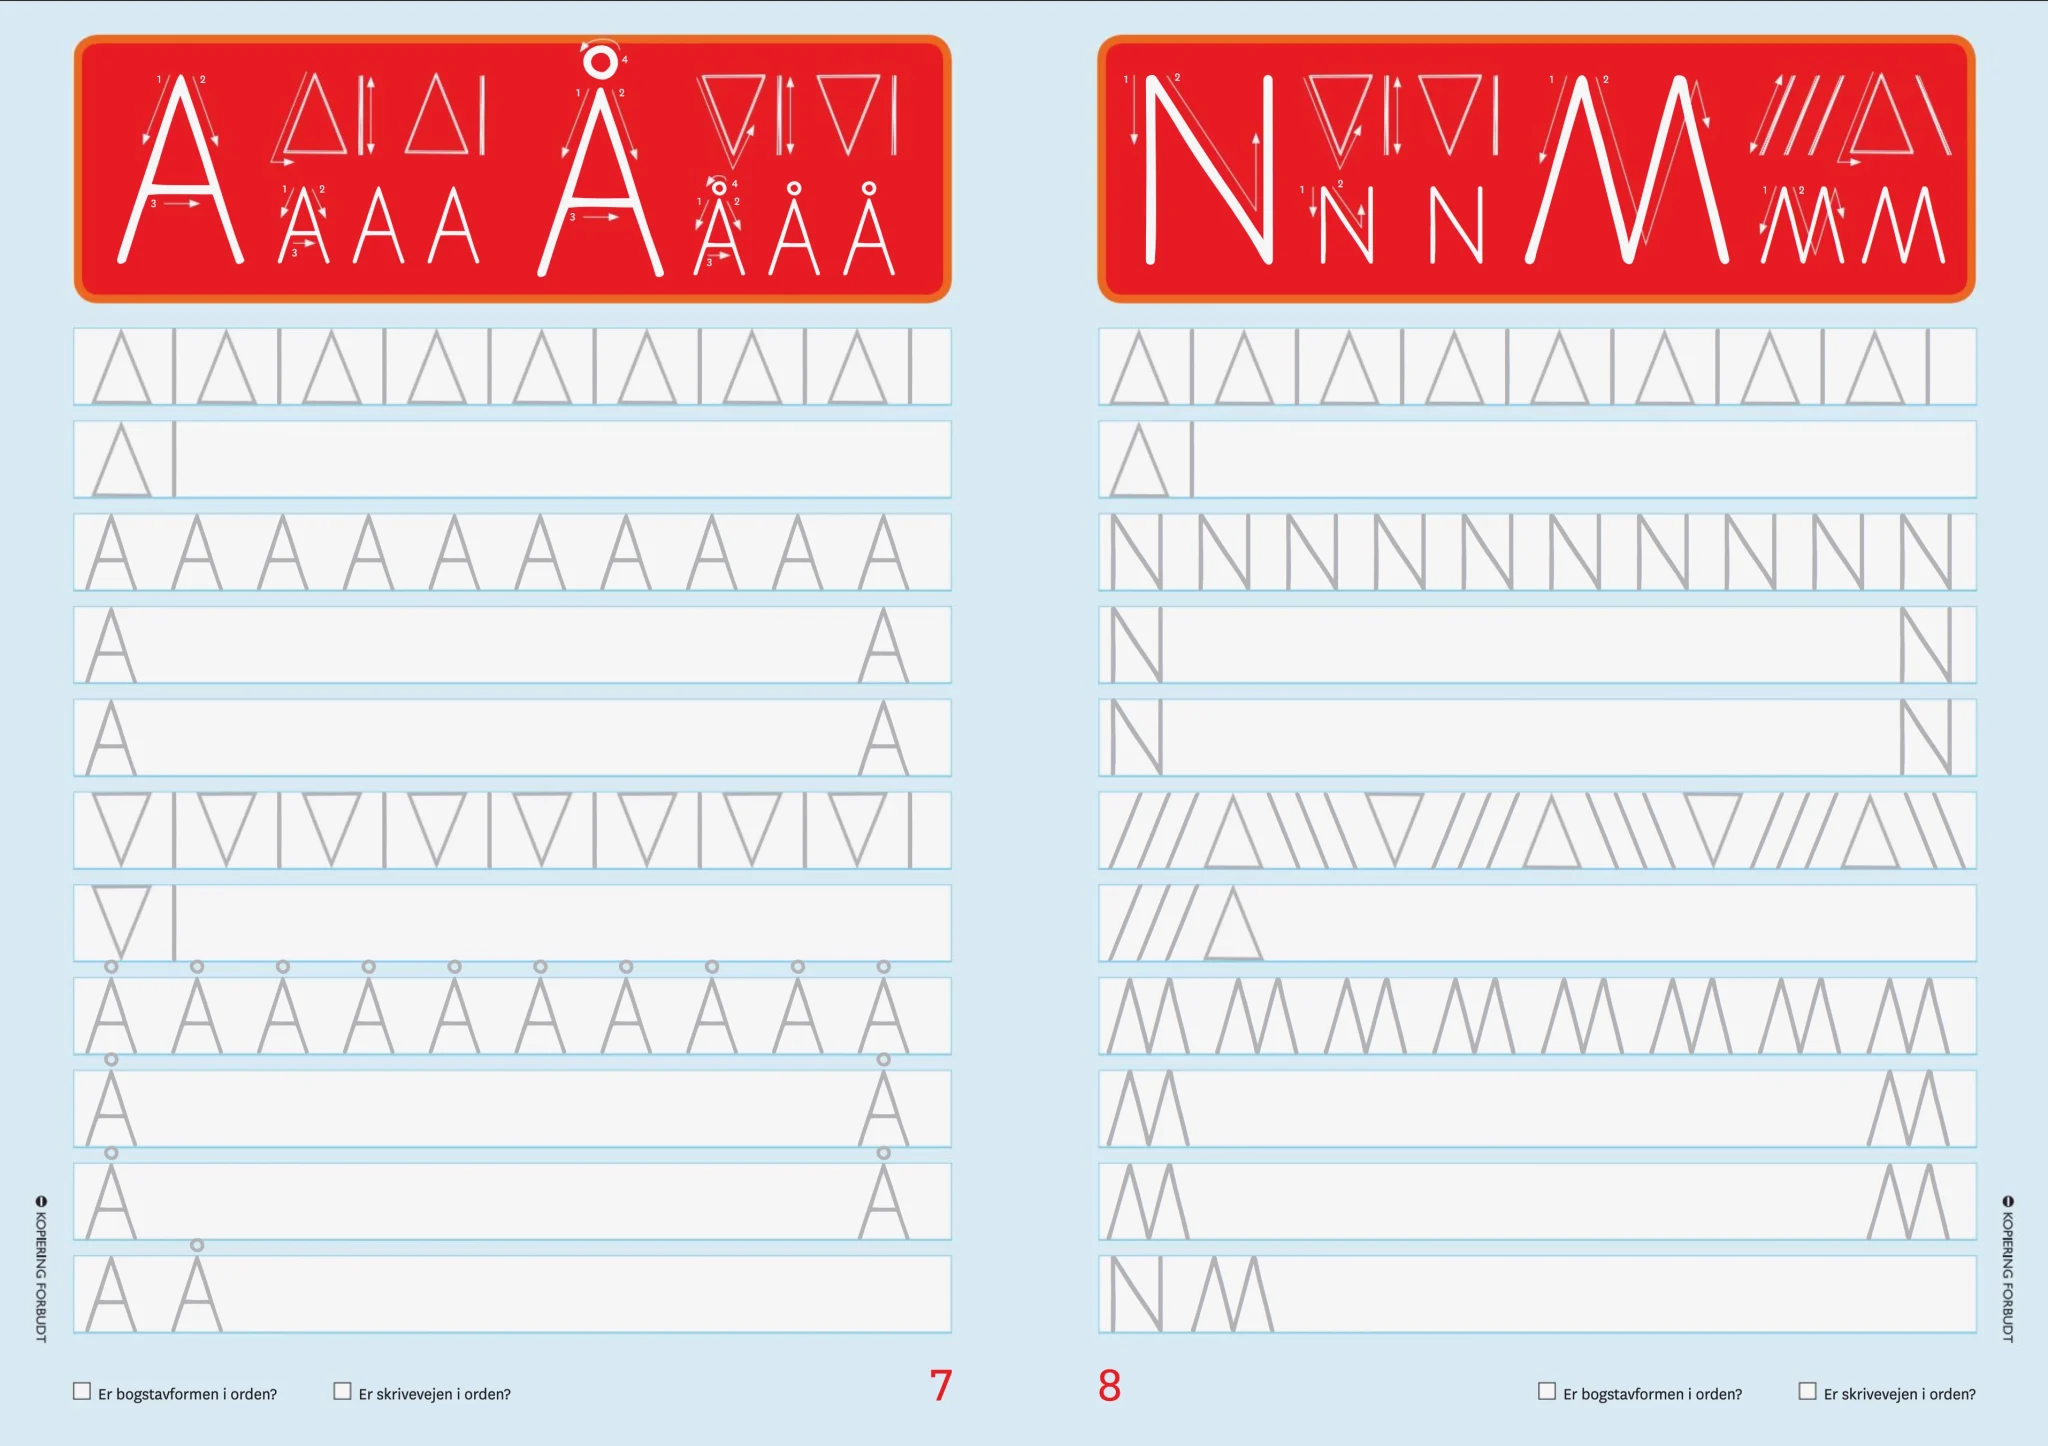 1 2 3 A
1 2 3 A A A
1 2 3 4 Å
1 2 3 4 Å Å Å
A A A A A A A A A A
A A
A A
Å Å Å Å Å Å Å Å Å Å
Å Å
Å Å
A Å
KOPIERING FORBUDT
Er bogstavformen i orden? Er skrivevejen i orden?
7
1 2 N
1 2 N N
1 2 M
1 2 M M
N N N N N N N N N N
N N
N N
M M M M M M M M
M M
M M
N M
KOPIERING FORBUDT
8
Er bogstavformen i orden? Er skrivevejen i orden?